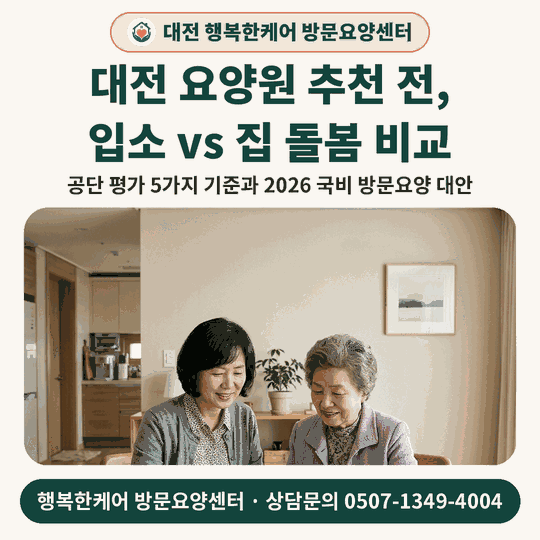 대전 행복한케어 방문요양센터
대전 요양원 추천 전,
입소 vs 집 돌봄 비교
공단 평가 5가지 기준과 2026 국비 방문요양 대안
행복한케어 방문요양센터 · 상담문의 0507-1349-4004